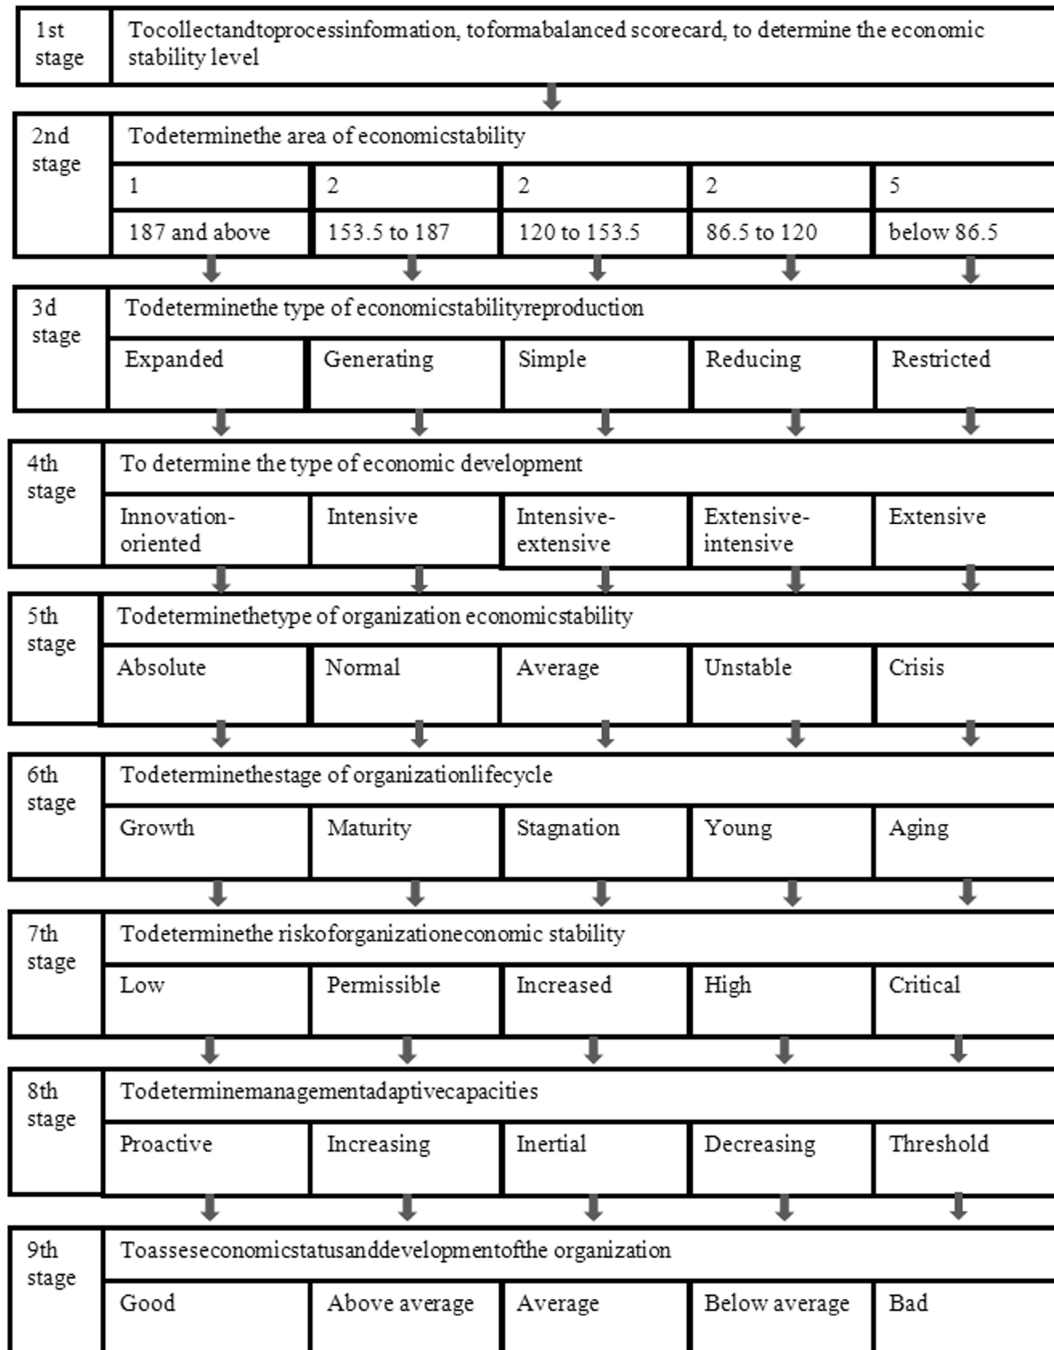 1st
stage
Tocollectandtoprocessinformation, toformabalanced scorecard, to determine the economic
stability level
2nd
stage
Todeterminethe area of economicstability
1 2 2 2 5
187 and above 153.5 to 187 120 to 153.5 86.5 to 120 below 86.5
3d
stage
Todeterminethe type of economicstabilityreproduction
Expanded Generating Simple Reducing Restricted
4th
stage
To determine the type of economic development
Innovation-
oriented
Intensive
Intensive-
extensive
Extensive-
intensive
Extensive
5th
stage
Todeterminethetype of organization economicstability
Absolute Normal Average Unstable Crisis
6th
stage
Todeterminethestage of organizationlifecycle
Growth Maturity Stagnation Young Aging
7th
stage
Todeterminethe riskoforganizationeconomic stability
Low Permissible Increased High Critical
8th
stage
Todeterminemanagementadaptivecapacities
Proactive Increasing Inertial Decreasing Threshold
9th
stage
Toasseseconomicstatusanddevelopmentofthe organization
Good Above average Average Below average Bad